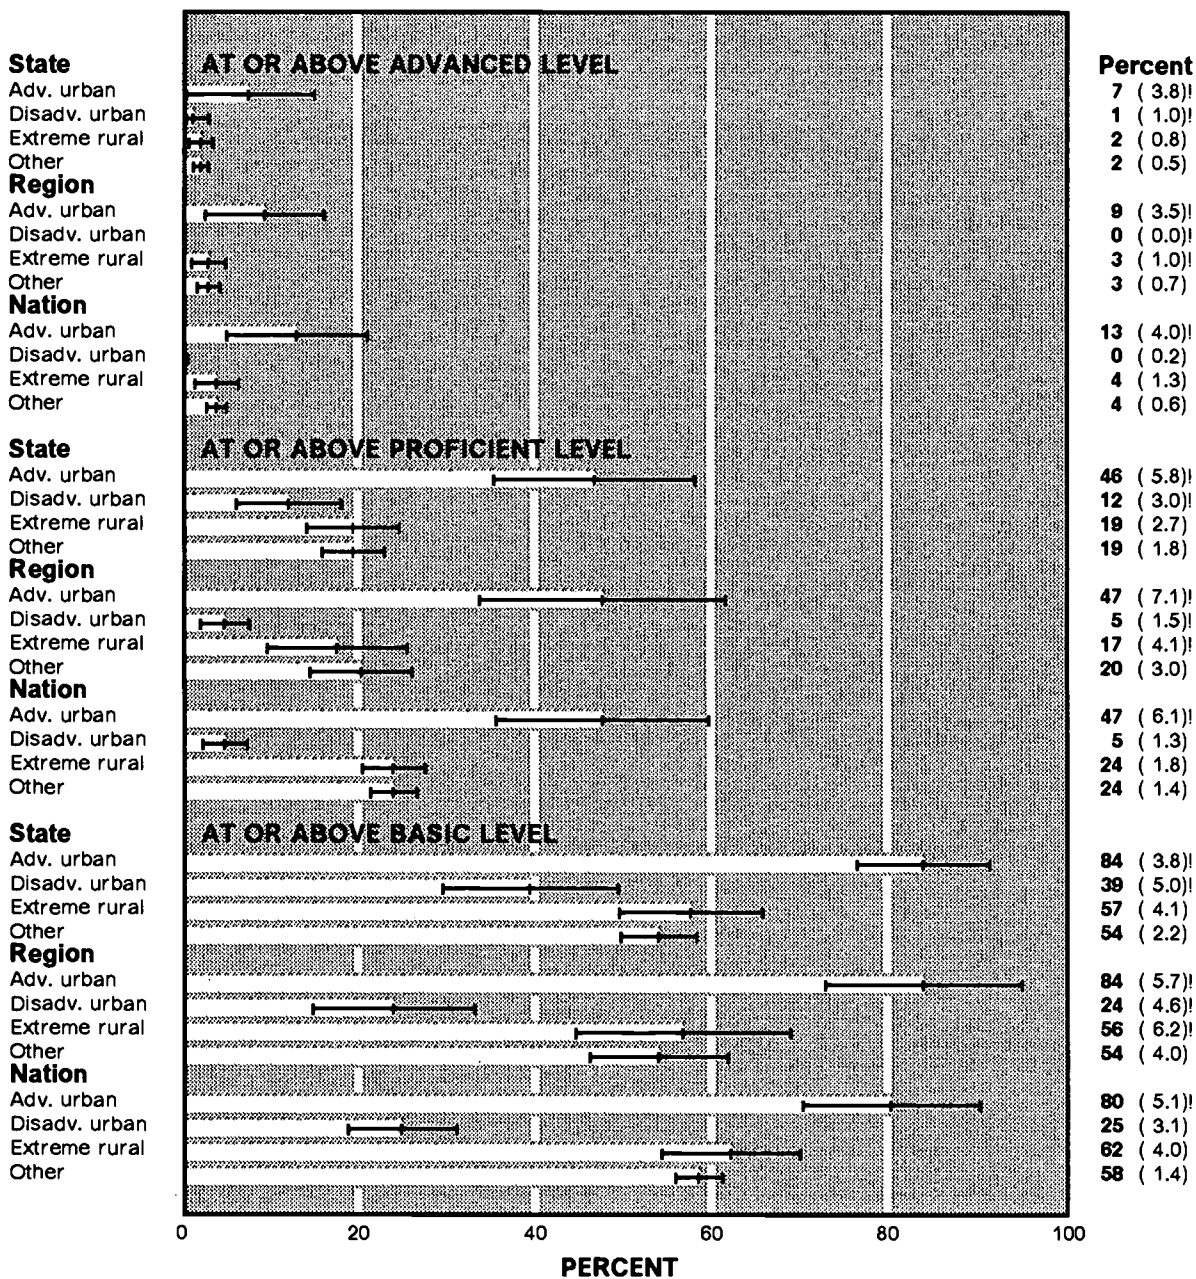 State AT OR ABOVE ADVANCED LEVEL Percent
Adv. urban 7 ( 3.8)!
Disadv. urban 1 ( 1.0)!
Extreme rural 2 ( 0.8)
Other 2 ( 0.5)
Region
Adv. urban 9 ( 3.5)!
Disadv. urban 0 ( 0.0)!
Extreme rural 3 ( 1.0)!
Other 3 ( 0.7)
Nation
Adv. urban 13 ( 4.0)!
Disadv. urban 0 ( 0.2)
Extreme rural 4 ( 1.3)
Other 4 ( 0.6)
State AT OR ABOVE PROFICIENT LEVEL
Adv. urban 46 ( 5.8)!
Disadv. urban 12 ( 3.0)!
Extreme rural 19 ( 2.7)
Other 19 ( 1.8)
Region
Adv. urban 47 ( 7.1)!
Disadv. urban 5 ( 1.5)!
Extreme rural 17 ( 4.1)!
Other 20 ( 3.0)
Nation
Adv. urban 47 ( 6.1)!
Disadv. urban 5 ( 1.3)
Extreme rural 24 ( 1.8)
Other 24 ( 1.4)
State AT OR ABOVE BASIC LEVEL
Adv. urban 84 ( 3.8)!
Disadv. urban 39 ( 5.0)!
Extreme rural 57 ( 4.1)
Other 54 ( 2.2)
Region
Adv. urban 84 ( 5.7)!
Disadv. urban 24 ( 4.6)!
Extreme rural 56 ( 6.2)!
Other 54 ( 4.0)
Nation
Adv. urban 80 ( 5.1)!
Disadv. urban 25 ( 3.1)
Extreme rural 62 ( 4.0)
Other 58 ( 1.4)
0 20 40 60 80 100
PERCENT